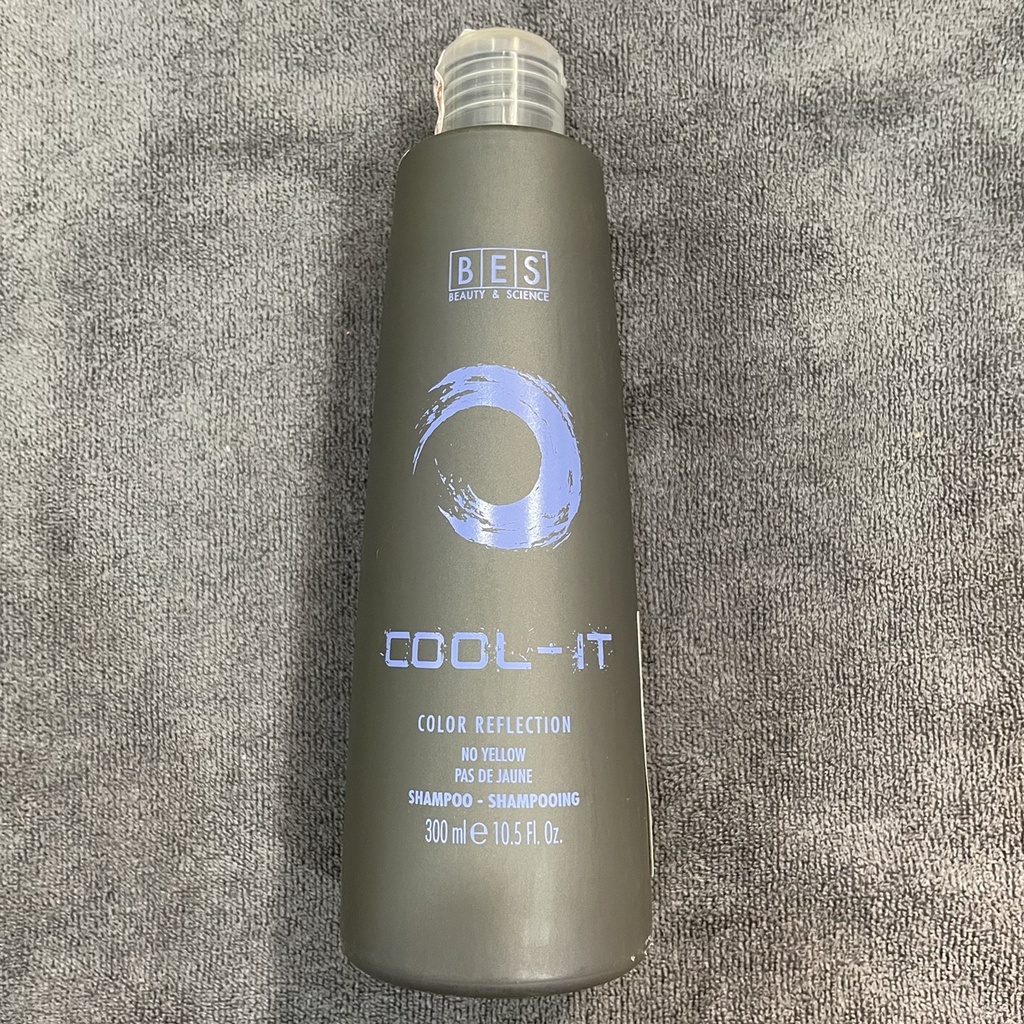 BES
BEAUTY & SCIENCE
COOL-IT
COLOR REFLECTION
NO YELLOW
PAS DE JAUNE
SHAMPOO - SHAMPOOING
300 ml ℮ 10.5 Fl. Oz.